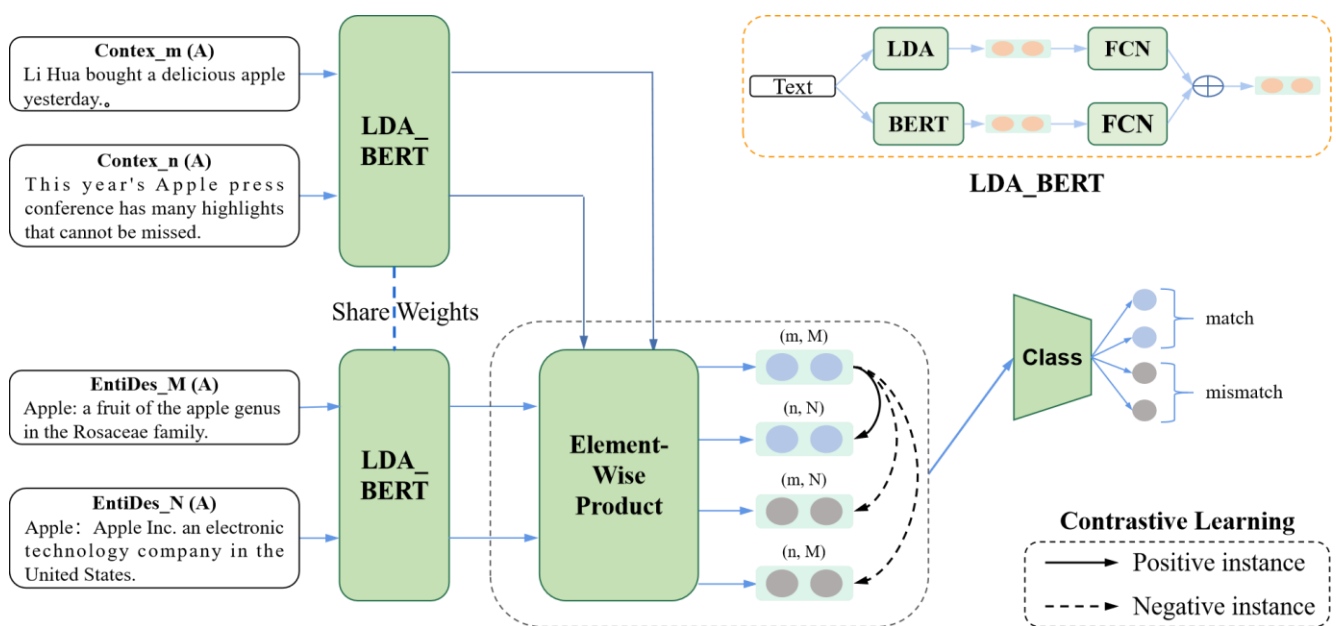 Contex_m (A)
Li Hua bought a delicious apple
yesterday.。
Contex_n (A)
This year's Apple press
conference has many highlights
that cannot be missed.
LDA_
BERT
Share Weights
EntiDes_M (A)
Apple: a fruit of the apple genus
in the Rosaceae family.
EntiDes_N (A)
Apple：Apple Inc. an electronic
technology company in the
United States.
LDA_
BERT
Element-
Wise
Product
(m, M)
(n, N)
(m, N)
(n, M)
Text
LDA
FCN
BERT
FCN
LDA_BERT
Class
match
mismatch
Contrastive Learning
Positive instance
Negative instance